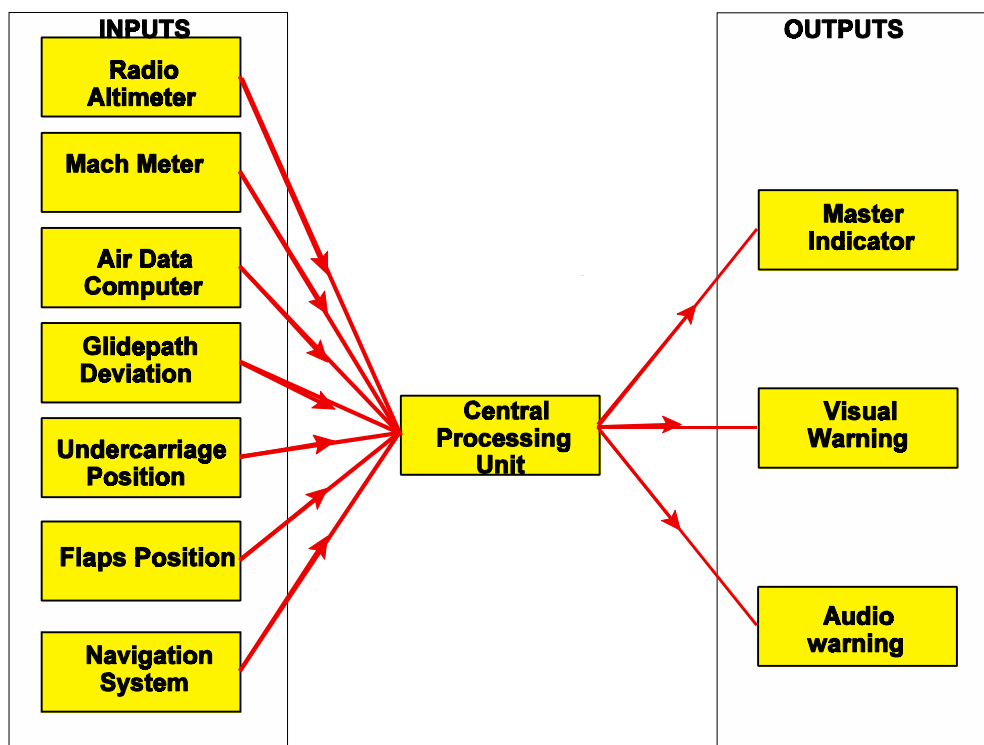 INPUTS
Radio
Altimeter
Mach Meter
Air Data
Computer
Glidepath
Deviation
Undercarriage
Position
Flaps Position
Navigation
System
Central
Processing
Unit
OUTPUTS
Master
Indicator
Visual
Warning
Audio
warning